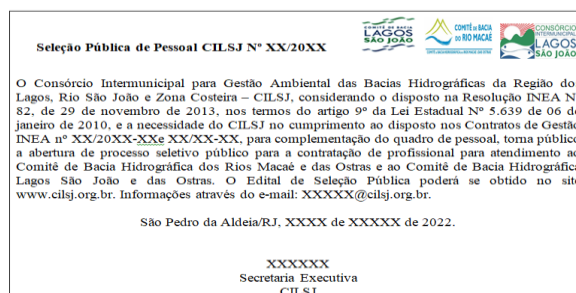 COMITÊ DE BACIA
LAGOS
SÃO JOÃO
COMITÊ DE BACIA
DO RIO MACAÉ
CONSÓRCIO
INTERMUNICIPAL
LAGOS
SÃO JOÃO
Seleção Pública de Pessoal CILSJ Nº XX/20XX
O Consórcio Intermunicipal para Gestão Ambiental das Bacias Hidrográficas da Região do
Lagos, Rio São João e Zona Costeira – CILSJ, considerando o disposto na Resolução INEA N
82, de 29 de novembro de 2013, nos termos do artigo 9º da Lei Estadual Nº 5.639 de 06 de
janeiro de 2010, e a necessidade do CILSJ no cumprimento ao disposto nos Contratos de Gestão
INEA nº XX/20XX-XXe XX/XX-XX, para complementação do quadro de pessoal, torna público
a abertura de processo seletivo público para a contratação de profissional para atendimento ao
Comitê de Bacia Hidrográfica dos Rios Macaé e das Ostras e ao Comitê de Bacia Hidrográfica
Lagos São João e das Ostras. O Edital de Seleção Pública poderá se obtido no site
www.cilsj.org.br. Informações através do e-mail: XXXXX@cilsj.org.br.
São Pedro da Aldeia/RJ, XXXX de XXXXX de 2022.
XXXXXX
Secretaria Executiva
CILSJ